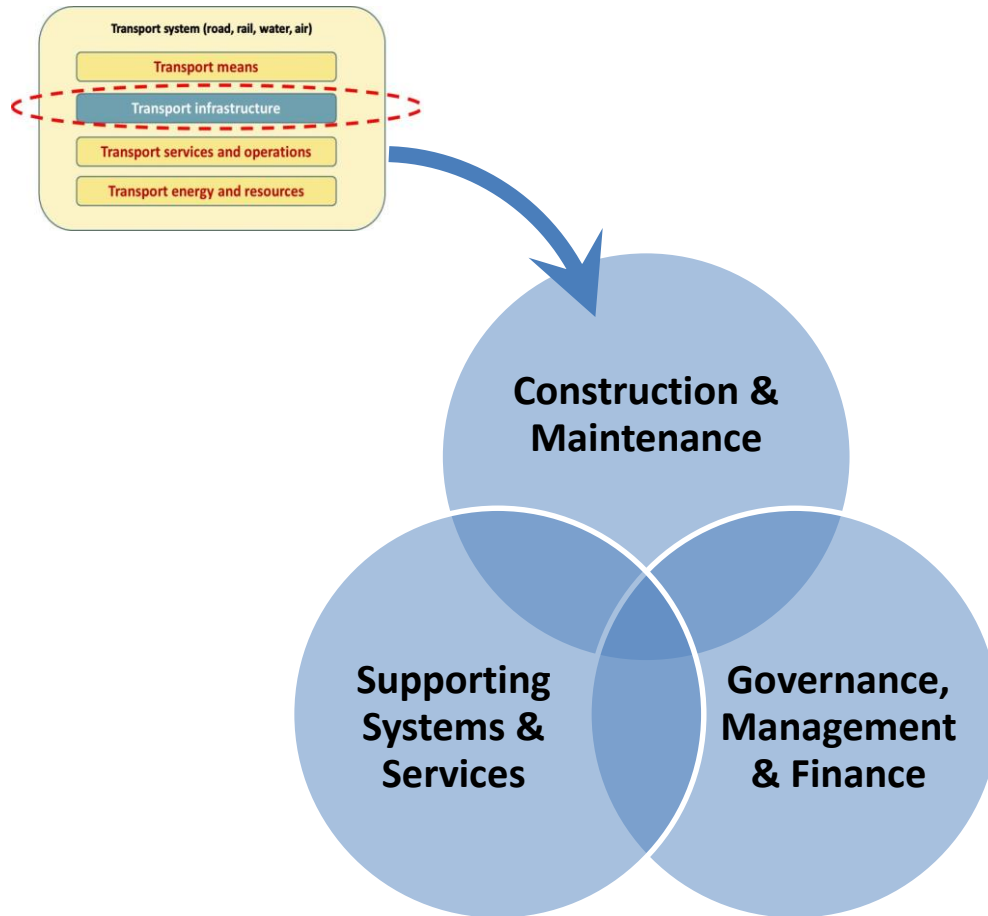 Transport system (road, rail, water, air)
Transport means
Transport infrastructure
Transport services and operations
Transport energy and resources
Construction &
Maintenance
Supporting
Systems &
Services
Governance,
Management
& Finance